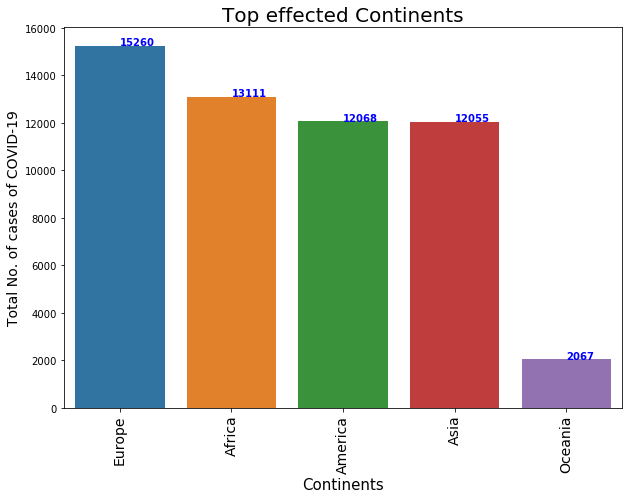 Top effected Continents
Total No. of cases of COVID-19
16000
14000
12000
10000
8000
6000
4000
2000
0
15260
13111
12068
12055
2067
Europe
Africa
America
Asia
Oceania
Continents